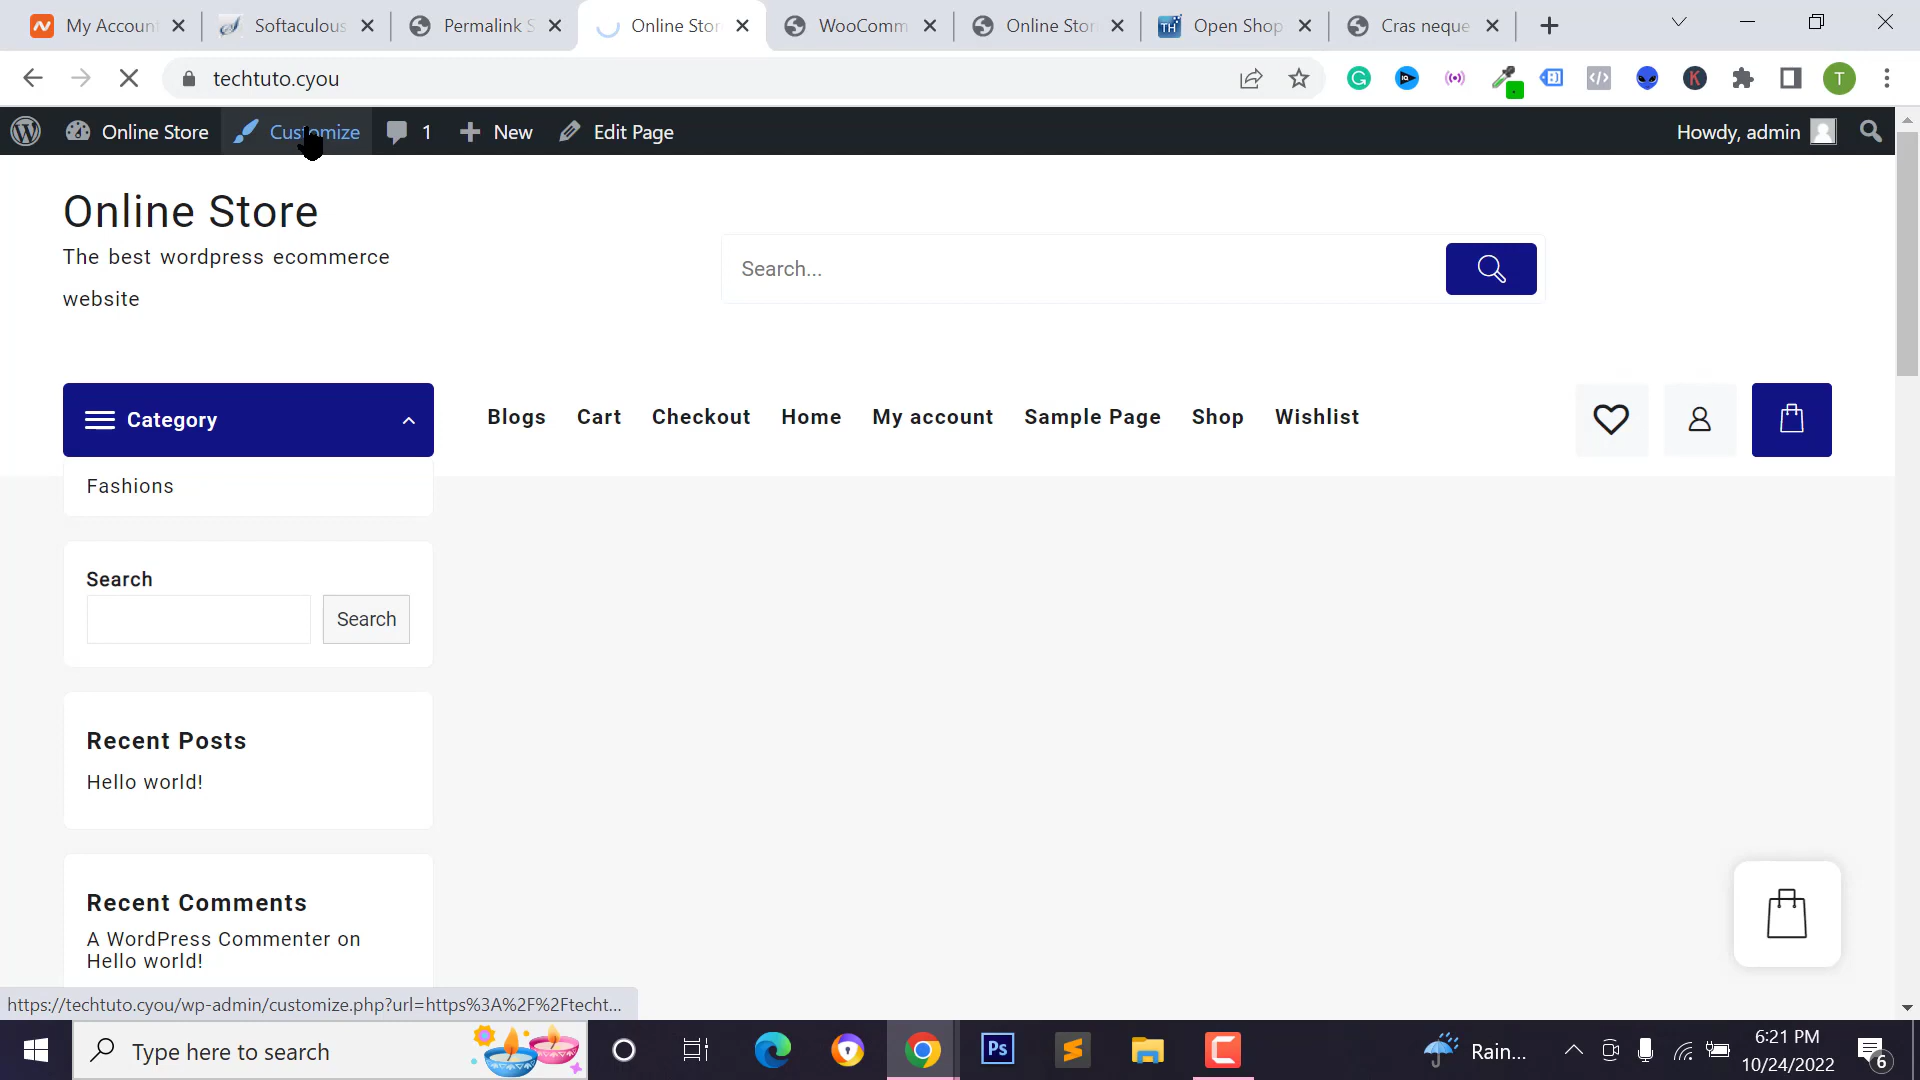 My Accoun
Softaculous
Permalink S
Online Stor
WooComm
Online Stor
TH
Open Shop
Cras neque
techtuto.cyou
T
Online Store
Customize
1
New
Edit Page
Howdy, admin
Online Store
The best wordpress ecommerce
website
Search...
Category
Blogs
Cart
Checkout
Home
My account
Sample Page
Shop
Wishlist
Fashions
Search
Search
Recent Posts
Hello world!
Recent Comments
A WordPress Commenter on
Hello world!
https://techtuto.cyou/wp-admin/customize.php?url=https%3A%2F%2Ftecht...
Type here to search
Ps
Rain...
6:21 PM
10/24/2022
6